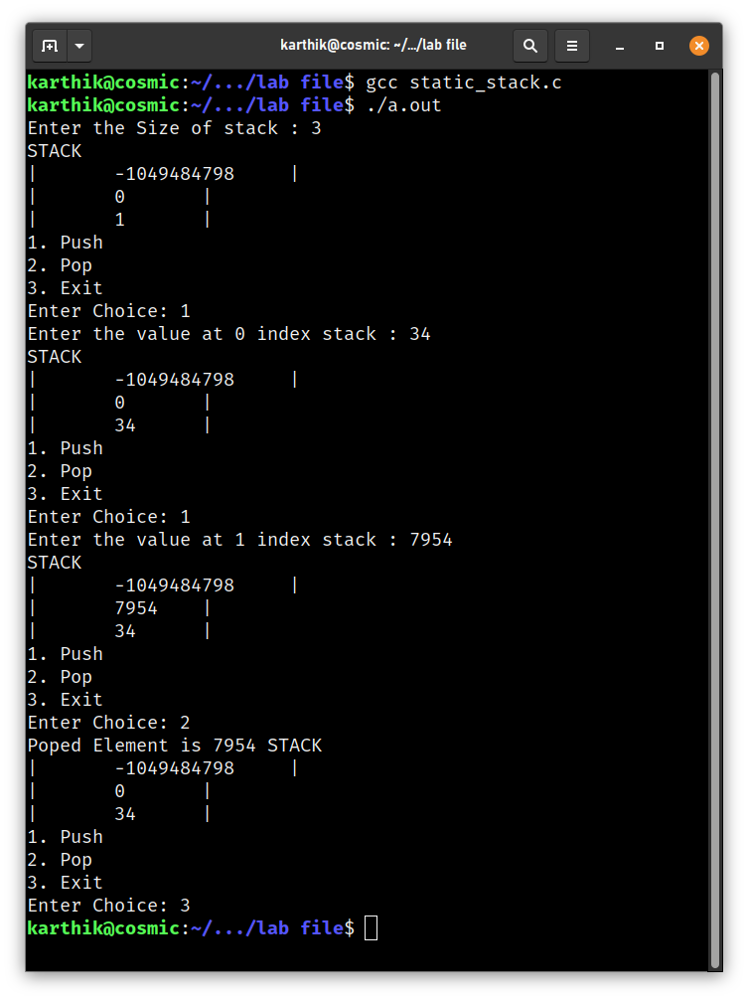 karthik@cosmic: ~/.../lab file
karthik@cosmic:~/.../lab file$ gcc static_stack.c
karthik@cosmic:~/.../lab file$ ./a.out
Enter the Size of stack : 3
STACK
|	-1049484798	|
|	0	|
|	1	|
1. Push
2. Pop
3. Exit
Enter Choice: 1
Enter the value at 0 index stack : 34
STACK
|	-1049484798	|
|	0	|
|	34	|
1. Push
2. Pop
3. Exit
Enter Choice: 1
Enter the value at 1 index stack : 7954
STACK
|	-1049484798	|
|	7954	|
|	34	|
1. Push
2. Pop
3. Exit
Enter Choice: 2
Poped Element is 7954 STACK
|	-1049484798	|
|	0	|
|	34	|
1. Push
2. Pop
3. Exit
Enter Choice: 3
karthik@cosmic:~/.../lab file$